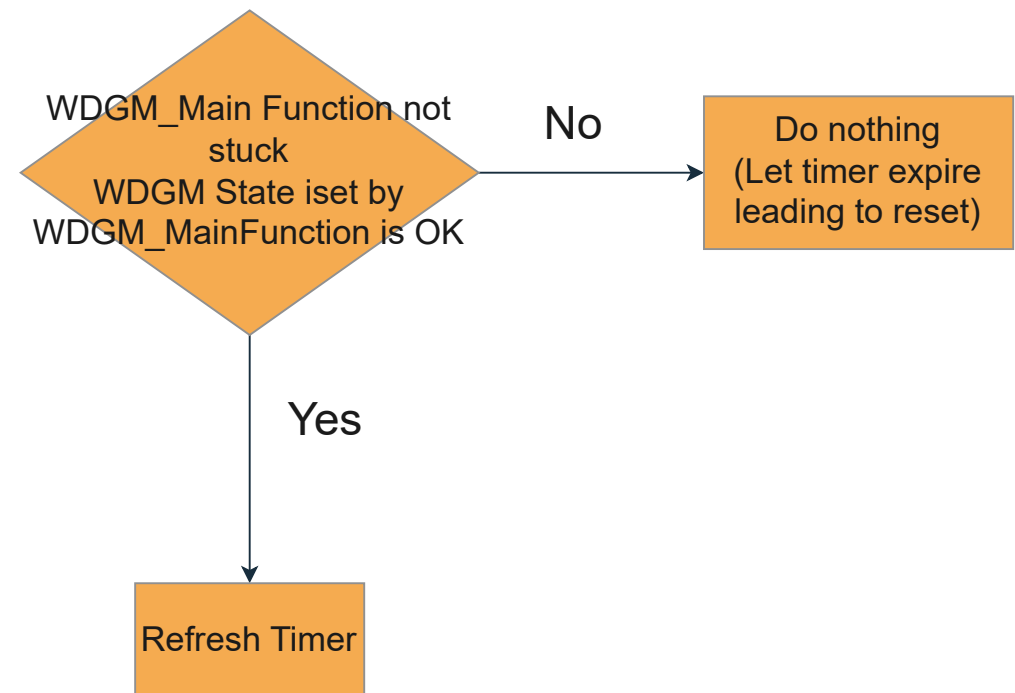 WDGM_Main Function not
stuck
WDGM State iset by
WDGM_MainFunction is OK
No
Do nothing
(Let timer expire
leading to reset)
Yes
Refresh Timer